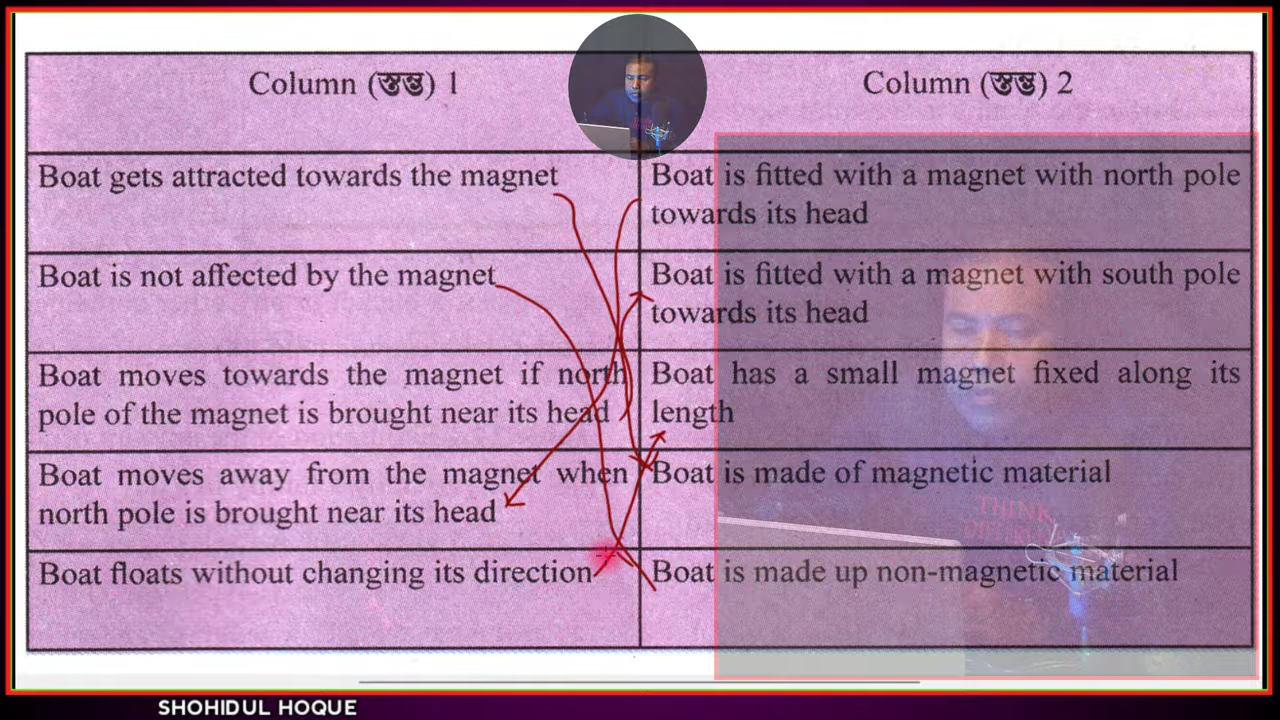 Column (স্তম্ভ) 1
Column (স্তম্ভ) 2
Boat gets attracted towards the magnet
Boat is fitted with a magnet with north pole
towards its head
Boat is not affected by the magnet
Boat is fitted with a magnet with south pole
towards its head
Boat moves towards the magnet if north
pole of the magnet is brought near its head
Boat has a small magnet fixed along its
length
Boat moves away from the magnet when
north pole is brought near its head
Boat is made of magnetic material
Boat floats without changing its direction
Boat is made up non-magnetic material
THINK
SHOHIDUL HOQUE